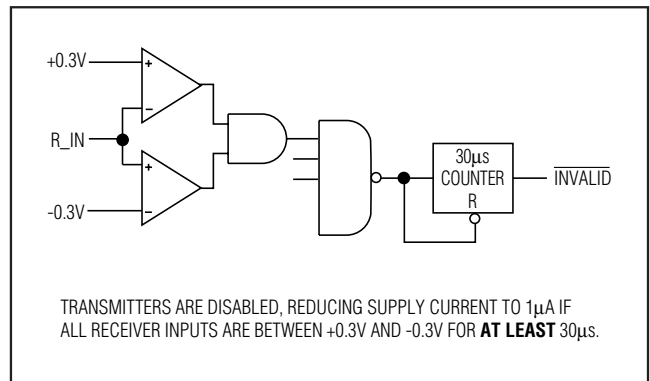 +0.3V
+
-
R_IN
+
-
-0.3V
30µs
COUNTER
R
INVALID
TRANSMITTERS ARE DISABLED, REDUCING SUPPLY CURRENT TO 1µA IF
ALL RECEIVER INPUTS ARE BETWEEN +0.3V AND -0.3V FOR AT LEAST 30µs.